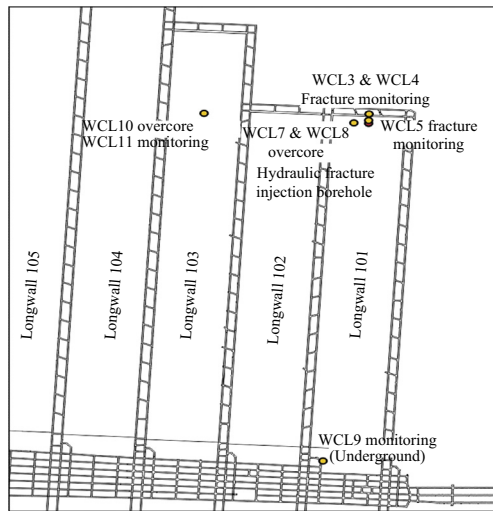 WCL3 & WCL4
Fracture monitoring
WCL10 overcore
WCL11 monitoring
WCL7 & WCL8
overcore
WCL5 fracture
monitoring
Hydraulic fracture
injection borehole
Longwall 105
Longwall 104
Longwall 103
Longwall 102
Longwall 101
WCL9 monitoring
(Underground)